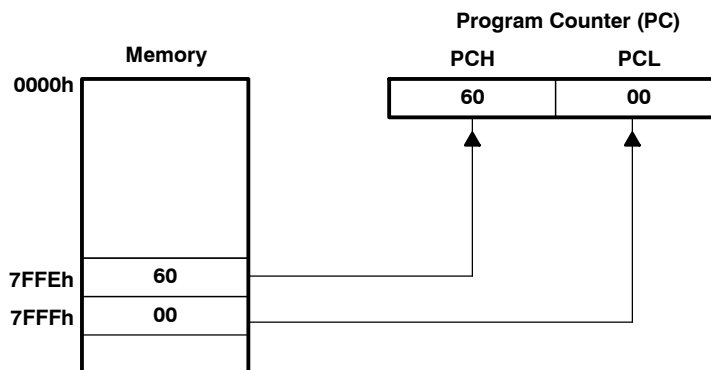 Program Counter (PC)
Memory
PCH PCL
0000h
60 00
7FFEh 60
7FFFh 00